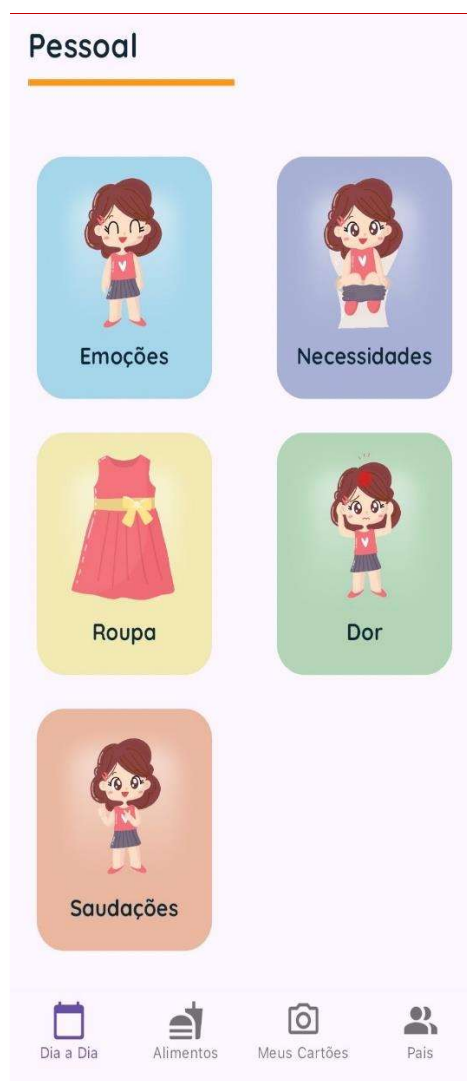 Pessoal
Emoções
Necessidades
Roupa
Dor
Saudações
Dia a Dia
Alimentos
Meus Cartões
Pais